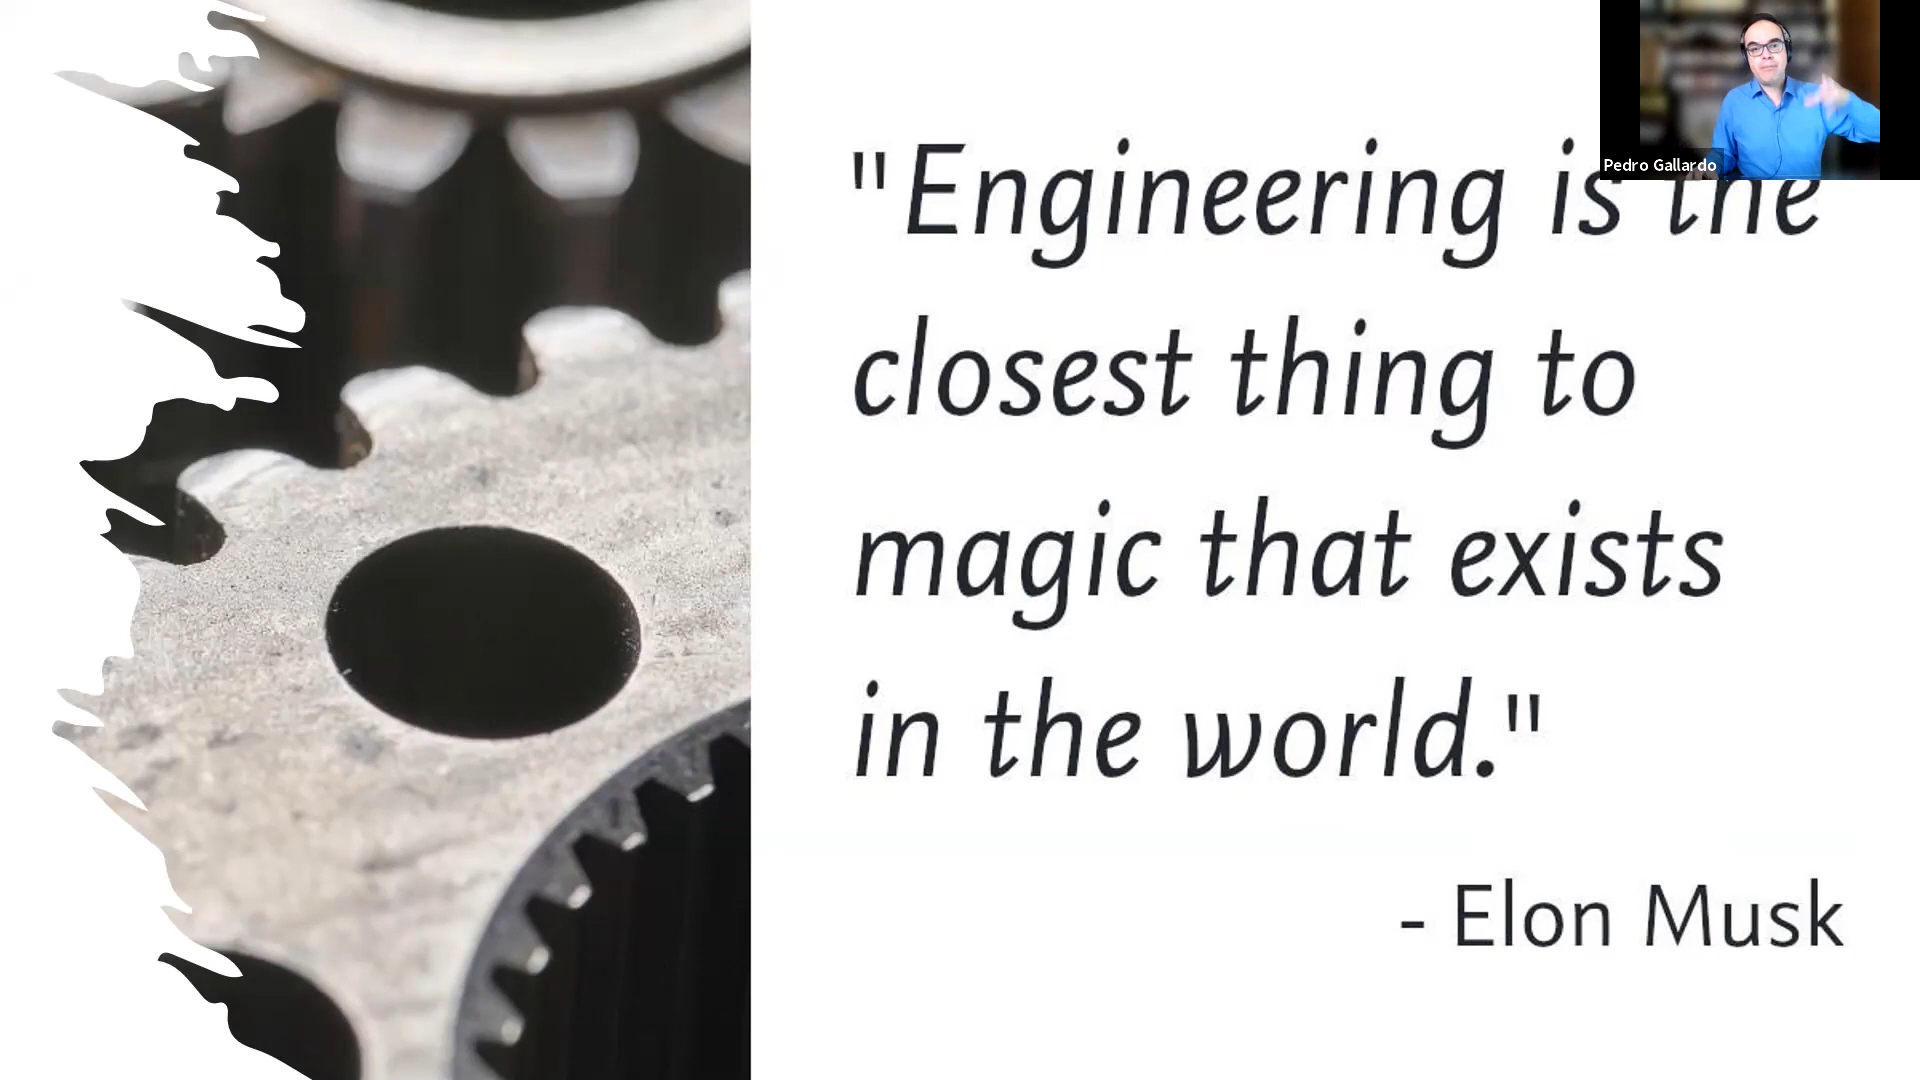 Pedro Gallardo
"Engineering is the
closest thing to
magic that exists
in the world."
- Elon Musk